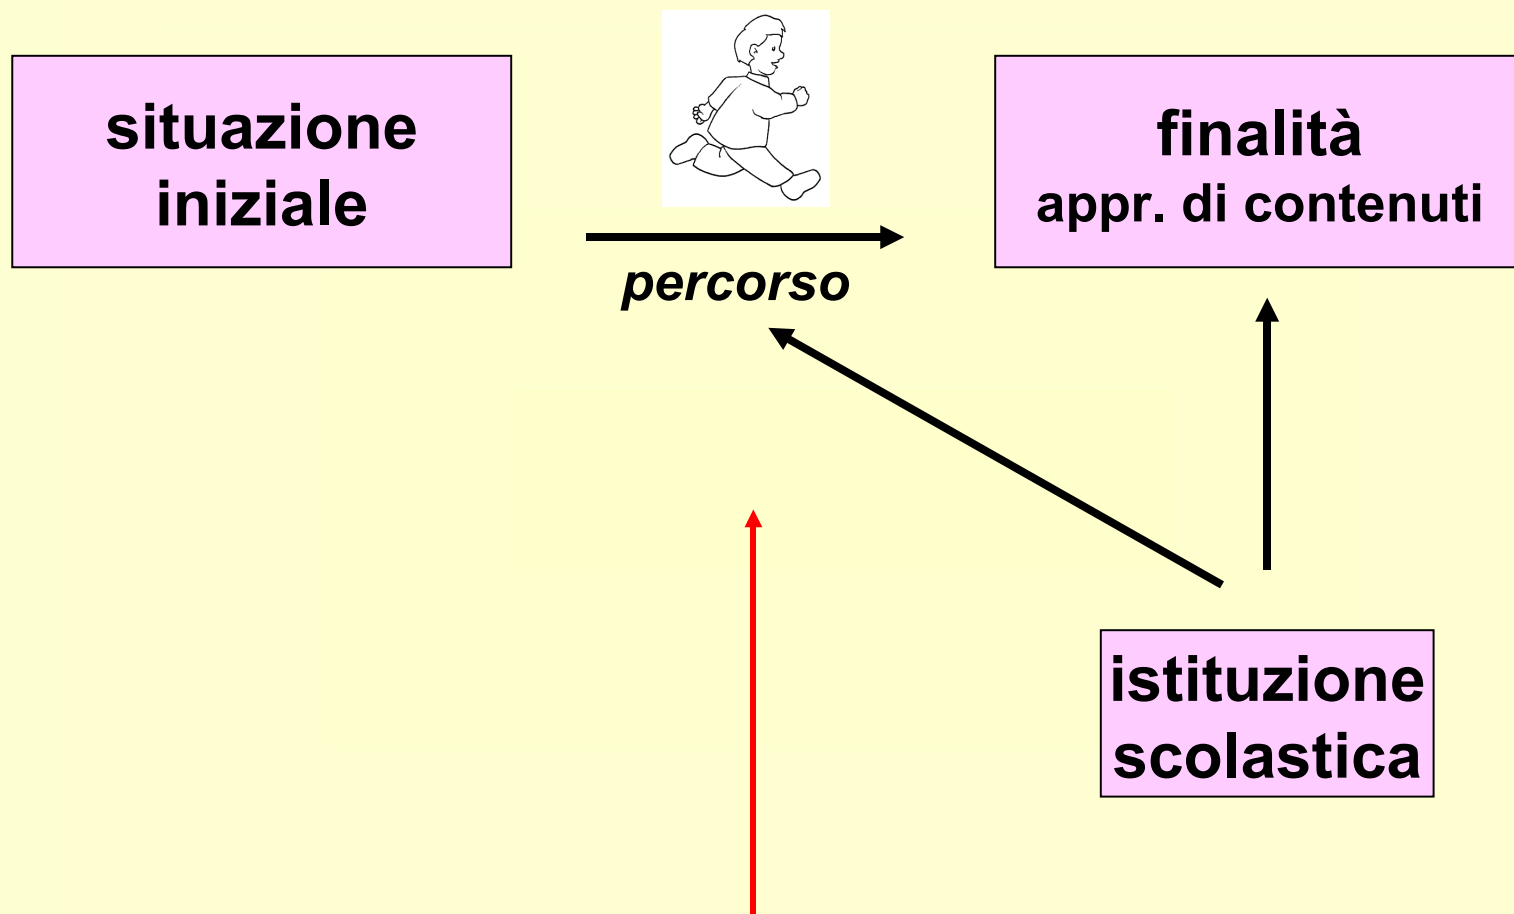 situazione
iniziale
percorso
finalità
appr. di contenuti
istituzione
scolastica